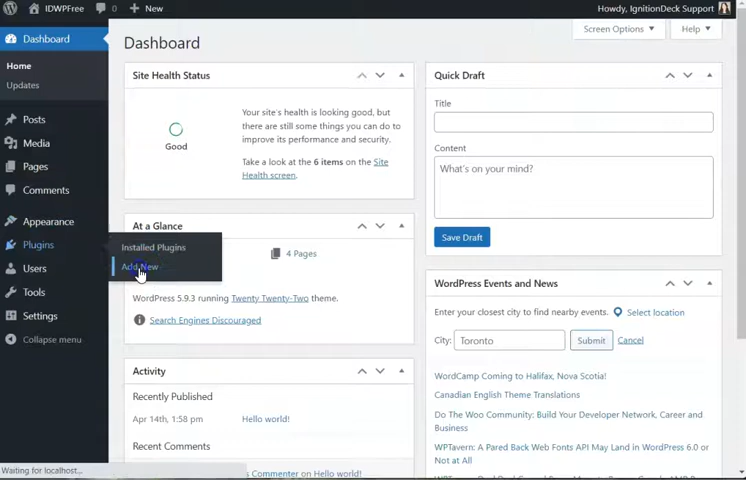 IDWPFree 0 + New Howdy, IgnitionDeck Support
Dashboard
Home
Updates
Posts
Media
Pages
Comments
Appearance
Plugins
Installed Plugins
Add New
Users
Tools
Settings
Collapse menu
Screen Options Help
Dashboard
Site Health Status
Good
Your site's health is looking good, but
there are still some things you can do to
improve its performance and security.
Take a look at the 6 items on the Site
Health screen.
At a Glance
4 Pages
WordPress 5.9.3 running Twenty Twenty-Two theme.
Search Engines Discouraged
Activity
Recently Published
Apr 14th, 1:58 pm Hello world!
Recent Comments
Commenter on Hello world!
Quick Draft
Title
Content
What's on your mind?
Save Draft
WordPress Events and News
Enter your closest city to find nearby events. Select location
City: Toronto Submit Cancel
WordCamp Coming to Halifax, Nova Scotia!
Canadian English Theme Translations
Do The Woo Community: Build Your Developer Network, Career and
Business
WPTavern: A Pared Back Web Fonts API May Land in WordPress 6.0 or
Not at All
Waiting for localhost...